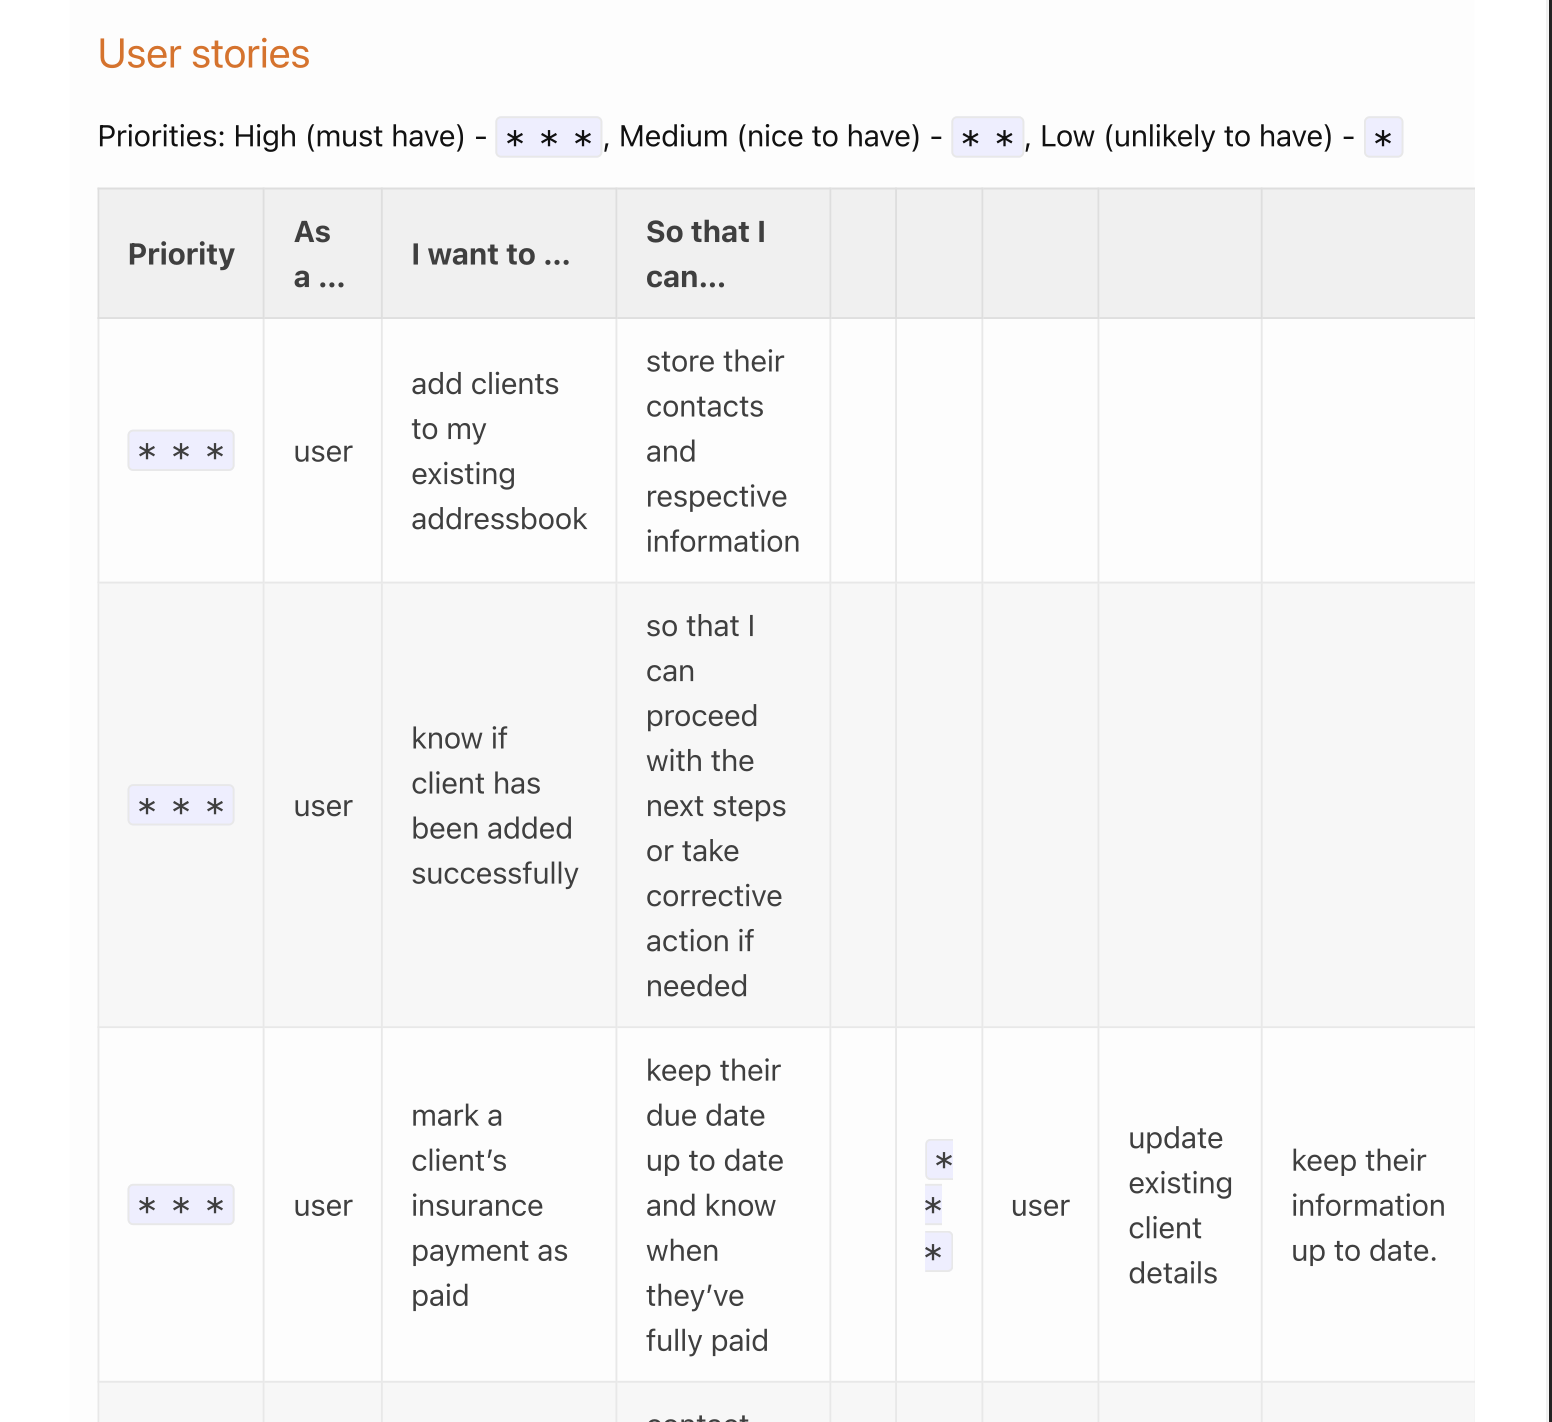 User stories
Priorities: High (must have) - * * *, Medium (nice to have) - * *, Low (unlikely to have) - *
Priority
As
a ...
I want to ...
So that I
can...
* * *
user
add clients
to my
existing
addressbook
store their
contacts
and
respective
information
* * *
user
know if
client has
been added
successfully
so that I
can
proceed
with the
next steps
or take
corrective
action if
needed
* * *
user
mark a
client’s
insurance
payment as
paid
keep their
due date
up to date
and know
when
they’ve
fully paid
*
*
*
user
update
existing
client
details
keep their
information
up to date.